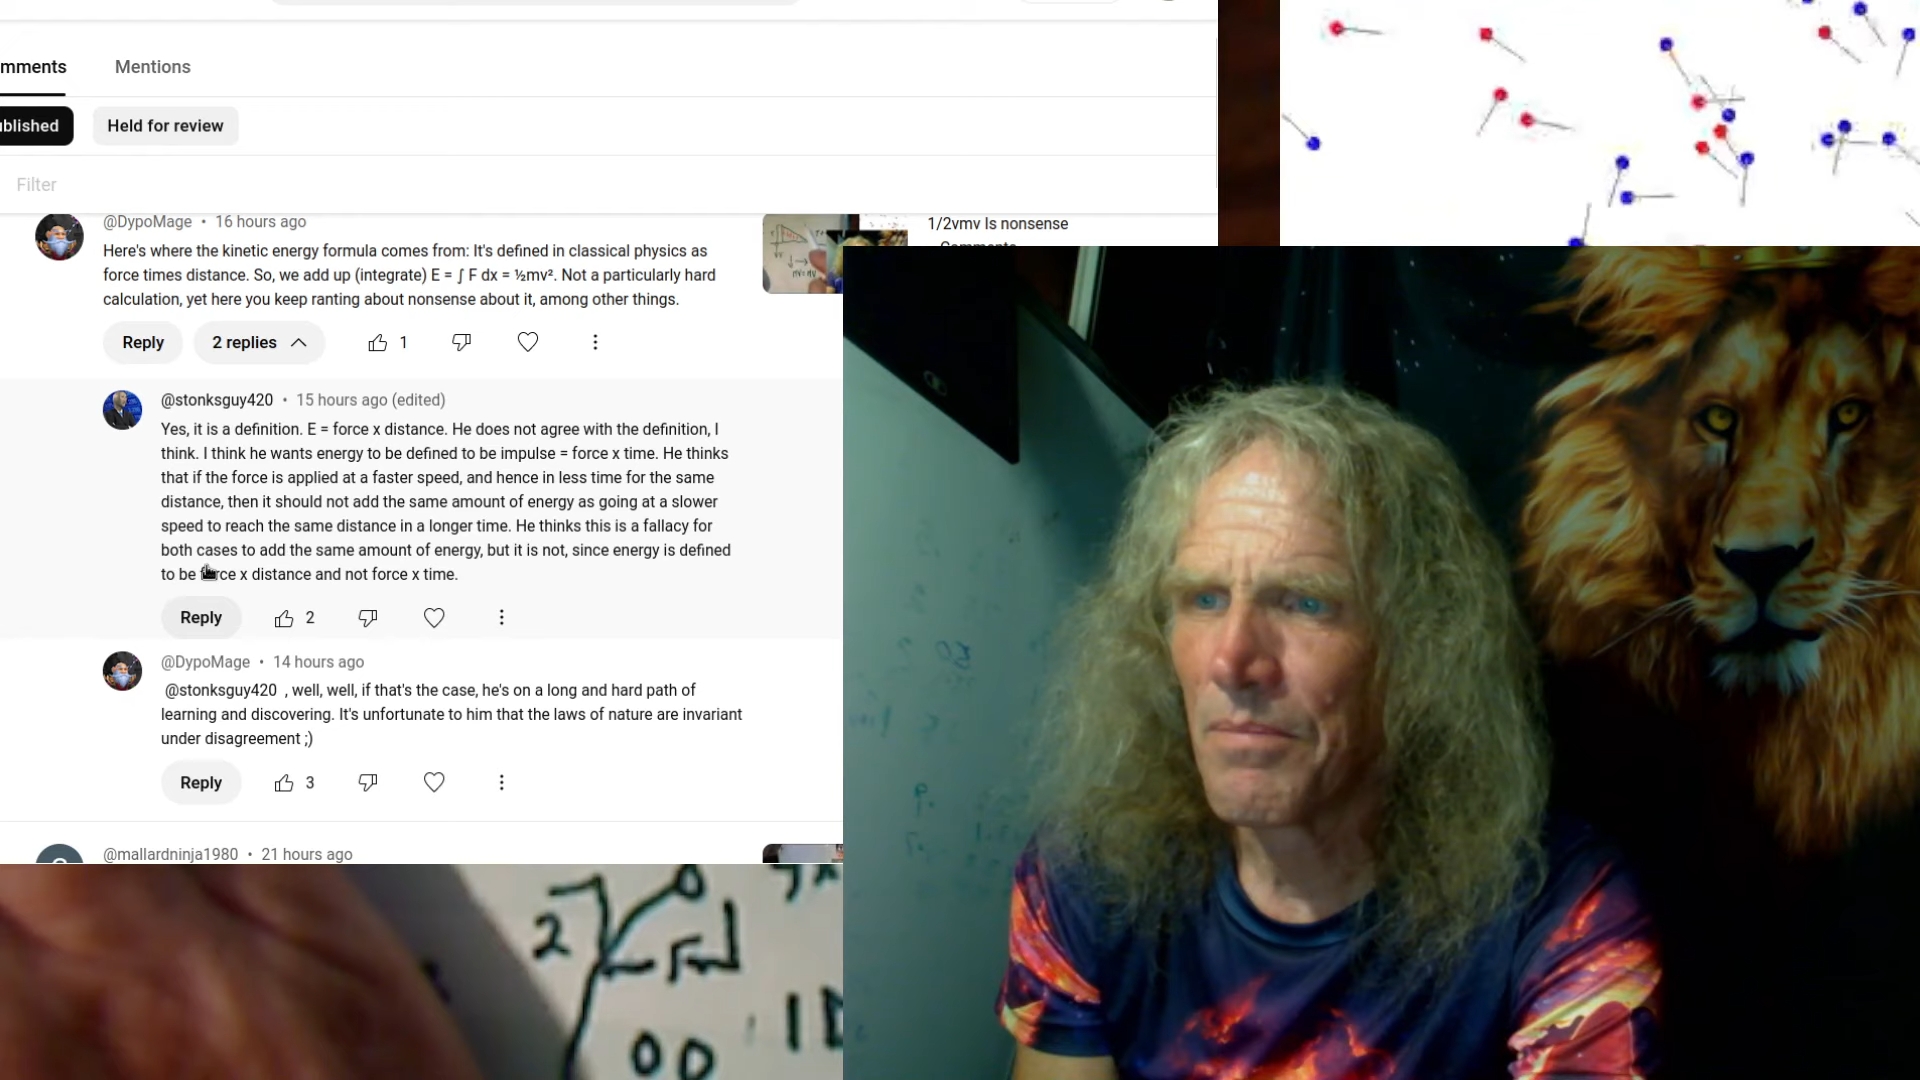 mments Mentions
ublished Held for review
Filter
@DypoMage • 16 hours ago
Here's where the kinetic energy formula comes from: It's defined in classical physics as
force times distance. So, we add up (integrate) E = ∫ F dx = ½mv². Not a particularly hard
calculation, yet here you keep ranting about nonsense about it, among other things.
Reply 2 replies 1
1/2vmv Is nonsense
@stonksguy420 • 15 hours ago (edited)
Yes, it is a definition. E = force x distance. He does not agree with the definition, I
think. I think he wants energy to be defined to be impulse = force x time. He thinks
that if the force is applied at a faster speed, and hence in less time for the same
distance, then it should not add the same amount of energy as going at a slower
speed to reach the same distance in a longer time. He thinks this is a fallacy for
both cases to add the same amount of energy, but it is not, since energy is defined
to be force x distance and not force x time.
Reply 2
@DypoMage • 14 hours ago
@stonksguy420 , well, well, if that's the case, he's on a long and hard path of
learning and discovering. It's unfortunate to him that the laws of nature are invariant
under disagreement ;)
Reply 3
@mallardninja1980 • 21 hours ago
2
00